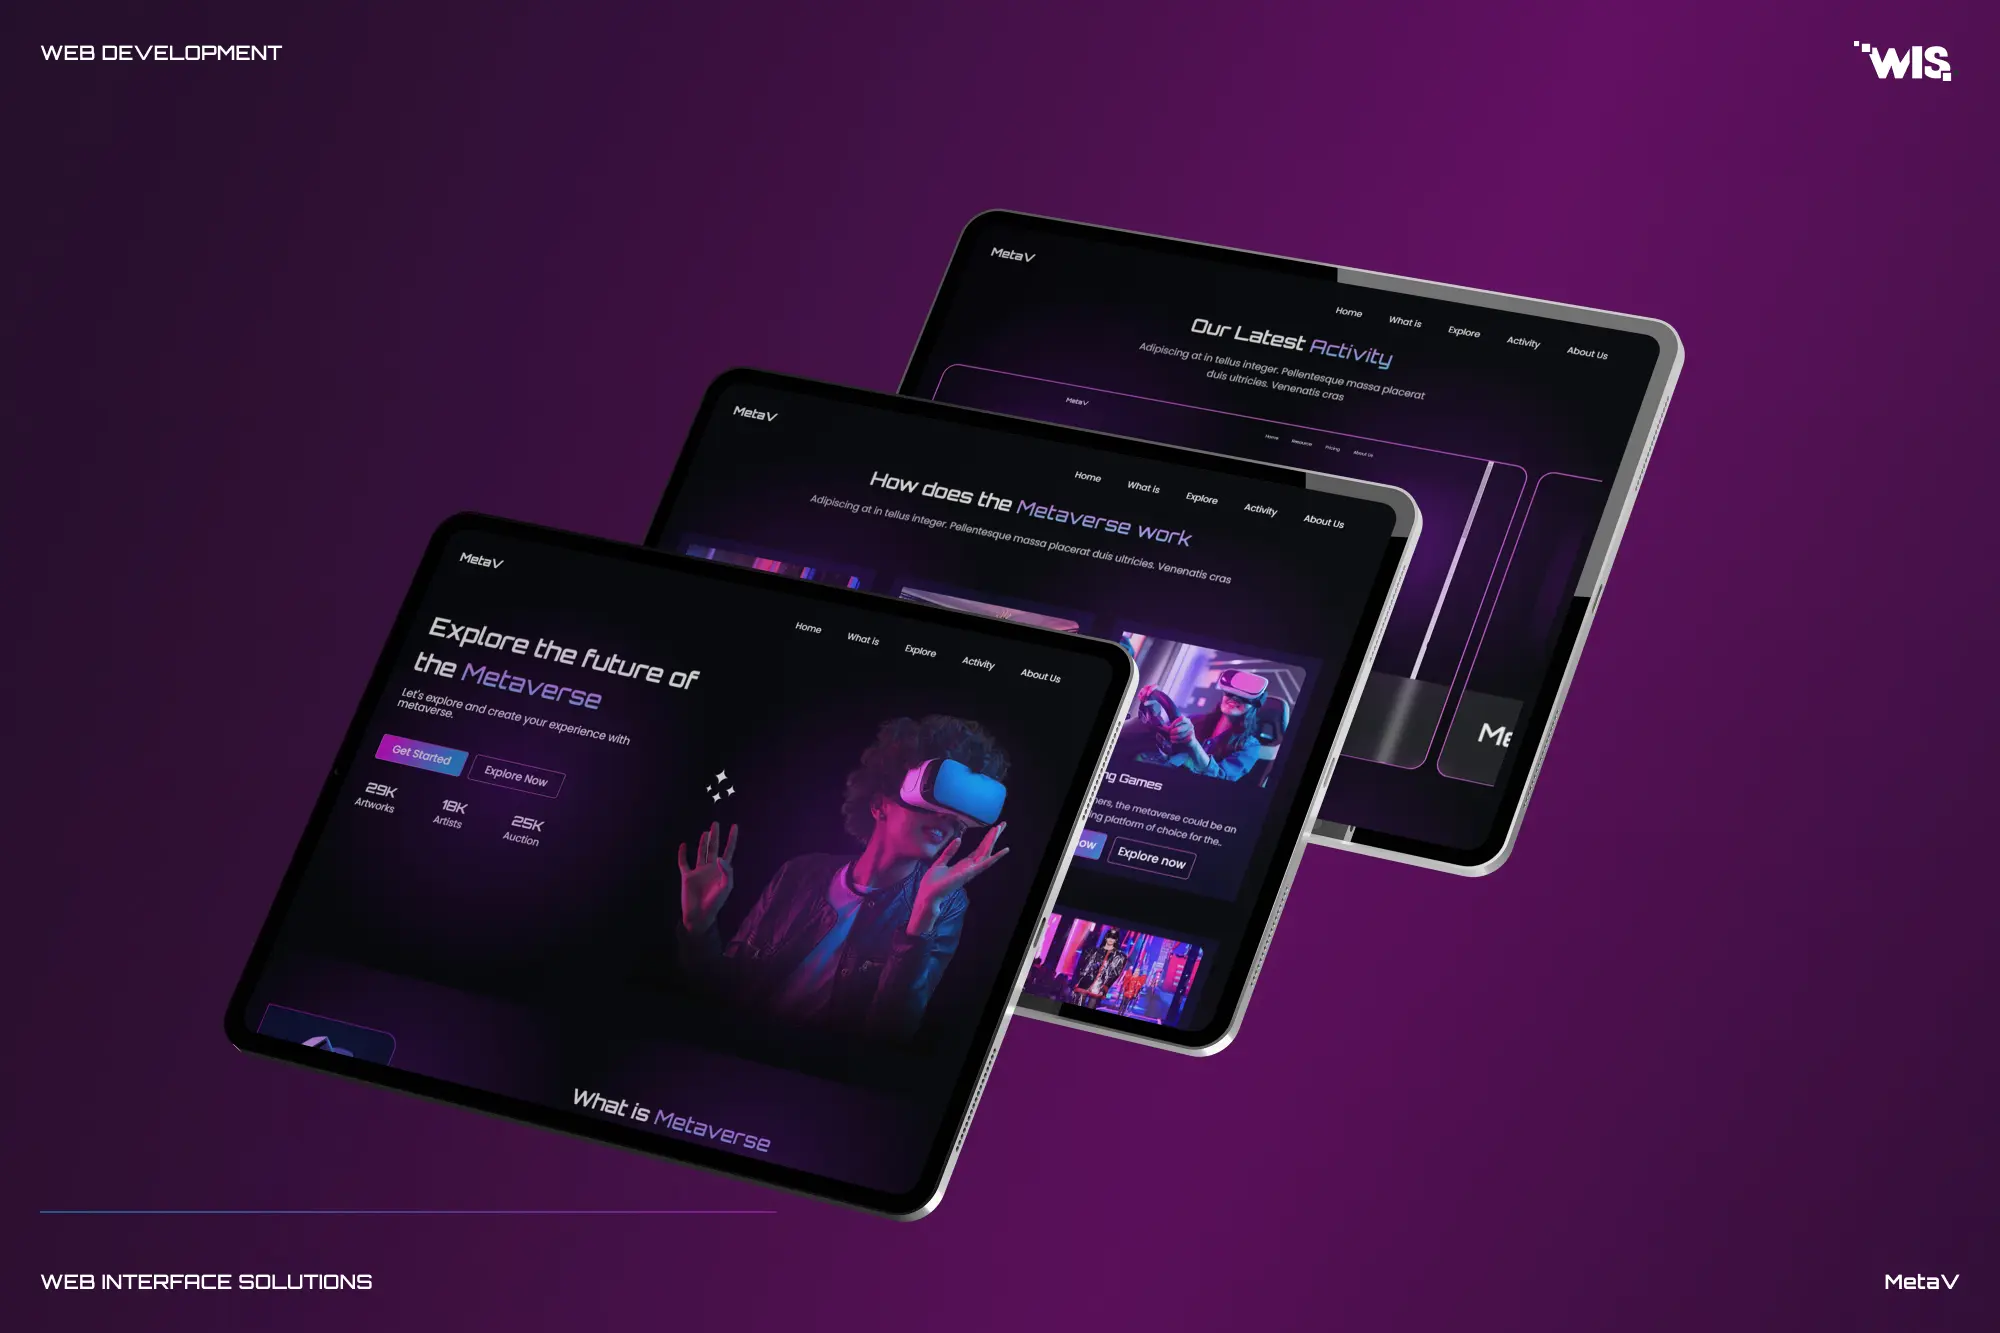 WEB DEVELOPMENT
WIS
MetaV
Home
What is
Explore
Activity
About Us
Our Latest Activity
Adipiscing at in tellus integer. Pellentesque massa placerat
duis ultricies. Venenatis cras
MetaV
Home
Resource
Pricing
About Us
Me
MetaV
Home
What is
Explore
Activity
About Us
How does the Metaverse work
Adipiscing at in tellus integer. Pellentesque massa placerat duis ultricies. Venenatis cras
ng Games
ners, the metaverse could be an
ng platform of choice for the..
ow
Explore now
MetaV
Home
What is
Explore
Activity
About Us
Explore the future of
the Metaverse
Let's explore and create your experience with
metaverse.
Get Started
Explore Now
29K
Artworks
18K
Artists
25K
Auction
What is Metaverse
WEB INTERFACE SOLUTIONS
MetaV